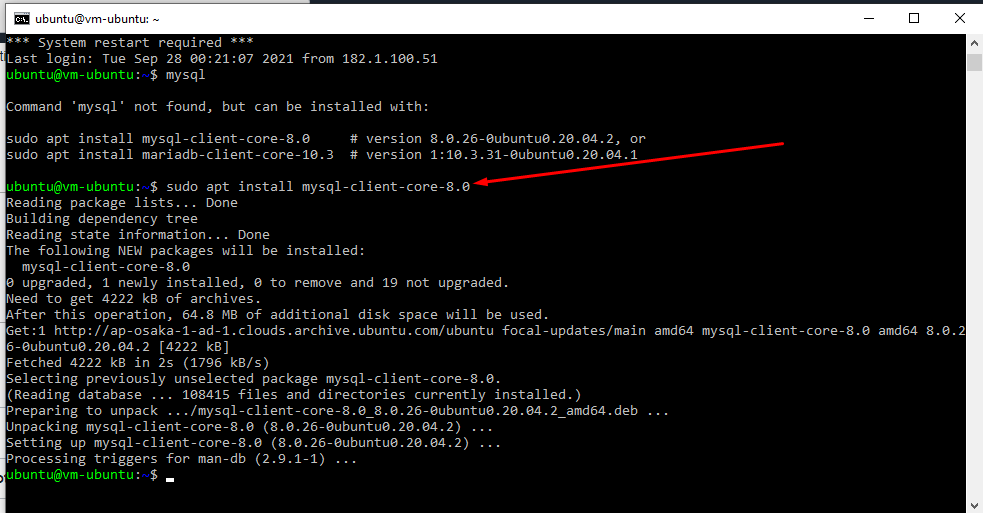 ubuntu@vm-ubuntu: ~
*** System restart required ***
Last login: Tue Sep 28 00:21:07 2021 from 182.1.100.51
ubuntu@vm-ubuntu:~$ mysql
Command 'mysql' not found, but can be installed with:
sudo apt install mysql-client-core-8.0     # version 8.0.26-0ubuntu0.20.04.2, or
sudo apt install mariadb-client-core-10.3  # version 1:10.3.31-0ubuntu0.20.04.1
ubuntu@vm-ubuntu:~$ sudo apt install mysql-client-core-8.0
Reading package lists... Done
Building dependency tree
Reading state information... Done
The following NEW packages will be installed:
  mysql-client-core-8.0
0 upgraded, 1 newly installed, 0 to remove and 19 not upgraded.
Need to get 4222 kB of archives.
After this operation, 64.8 MB of additional disk space will be used.
Get:1 http://ap-osaka-1-ad-1.clouds.archive.ubuntu.com/ubuntu focal-updates/main amd64 mysql-client-core-8.0 amd64 8.0.2
6-0ubuntu0.20.04.2 [4222 kB]
Fetched 4222 kB in 2s (1796 kB/s)
Selecting previously unselected package mysql-client-core-8.0.
(Reading database ... 108415 files and directories currently installed.)
Preparing to unpack .../mysql-client-core-8.0_8.0.26-0ubuntu0.20.04.2_amd64.deb ...
Unpacking mysql-client-core-8.0 (8.0.26-0ubuntu0.20.04.2) ...
Setting up mysql-client-core-8.0 (8.0.26-0ubuntu0.20.04.2) ...
Processing triggers for man-db (2.9.1-1) ...
ubuntu@vm-ubuntu:~$